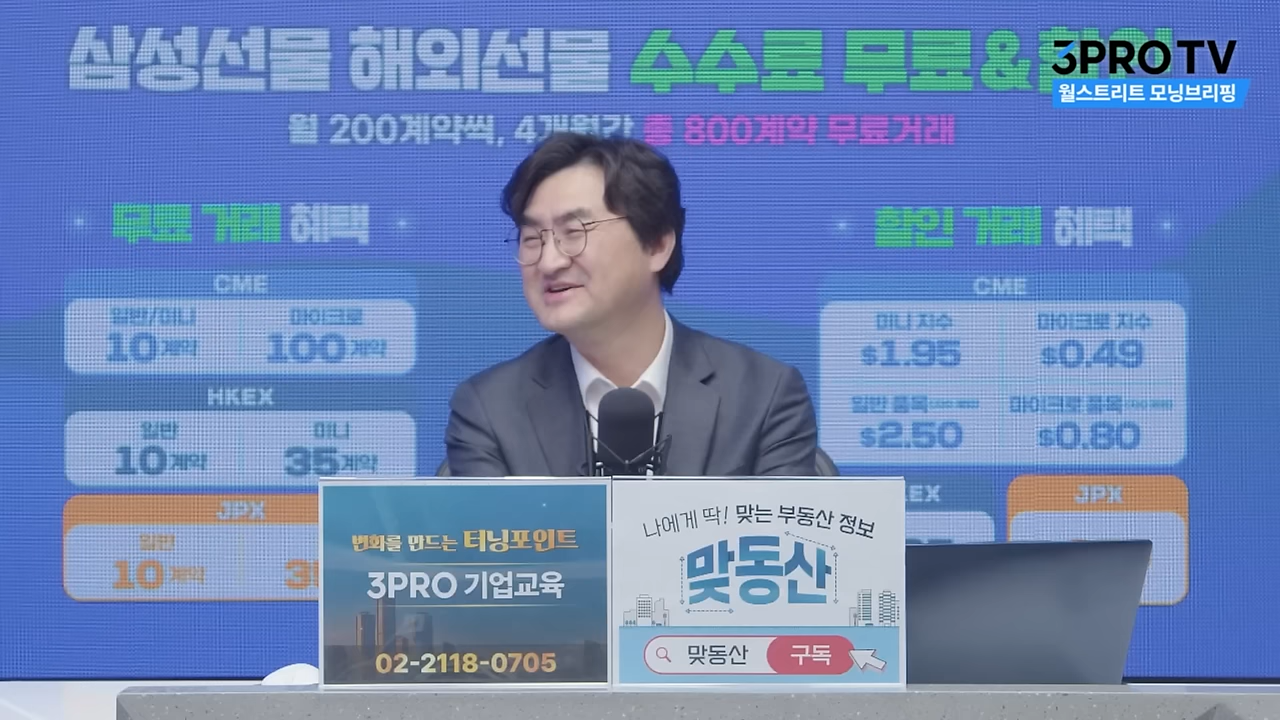 삼성선물 해외선물 수수료 무료 &
3PRO TV
월스트리트 모닝브리핑
월 200계약씩, 4개월간 총 800계약 무료거래
무료 거래 혜택
CME
일반/미니
마이크로
10계약
100계약
HKEX
일반
미니
10계약
35계약
JPX
일반
10계약
할인 거래 혜택
CME
미니 지수
마이크로 지수
$1.95
$0.49
일반 품목
마이크로 품목
$2.50
$0.80
JPX
변화를 만드는 터닝포인트
3PRO 기업교육
02-2118-0705
나에게 딱! 맞는 부동산 정보
맞동산
맞동산
구독